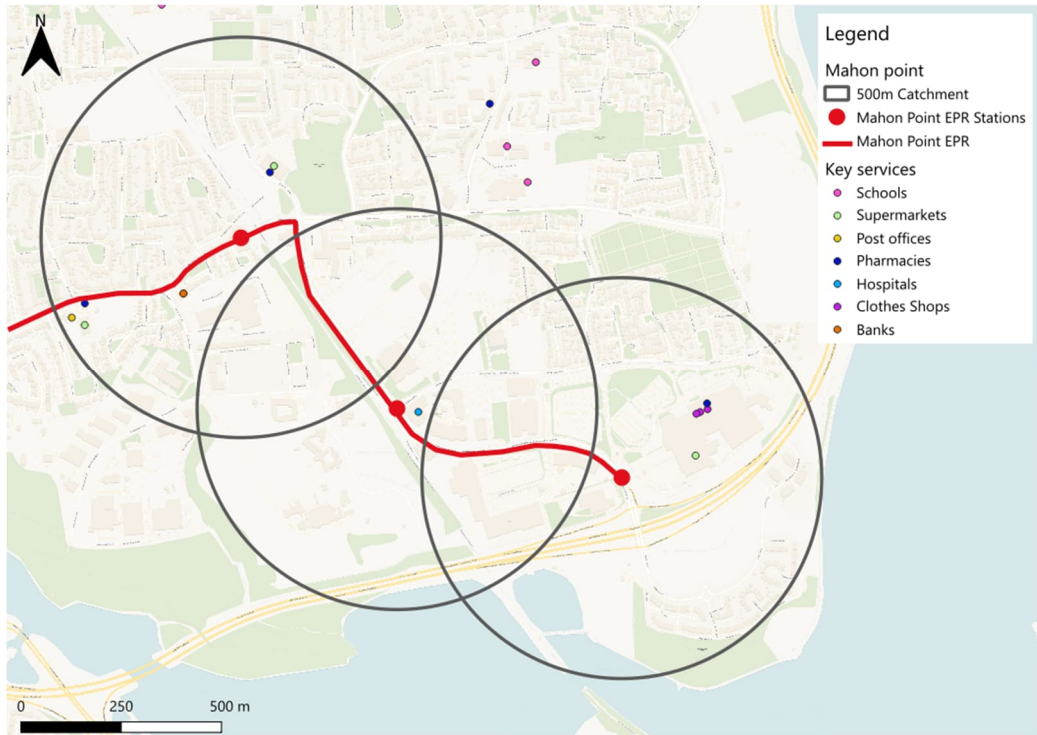 N
Legend
Mahon point
500m Catchment
Mahon Point EPR Stations
Mahon Point EPR
Key services
Schools
Supermarkets
Post offices
Pharmacies
Hospitals
Clothes Shops
Banks
0 250 500 m